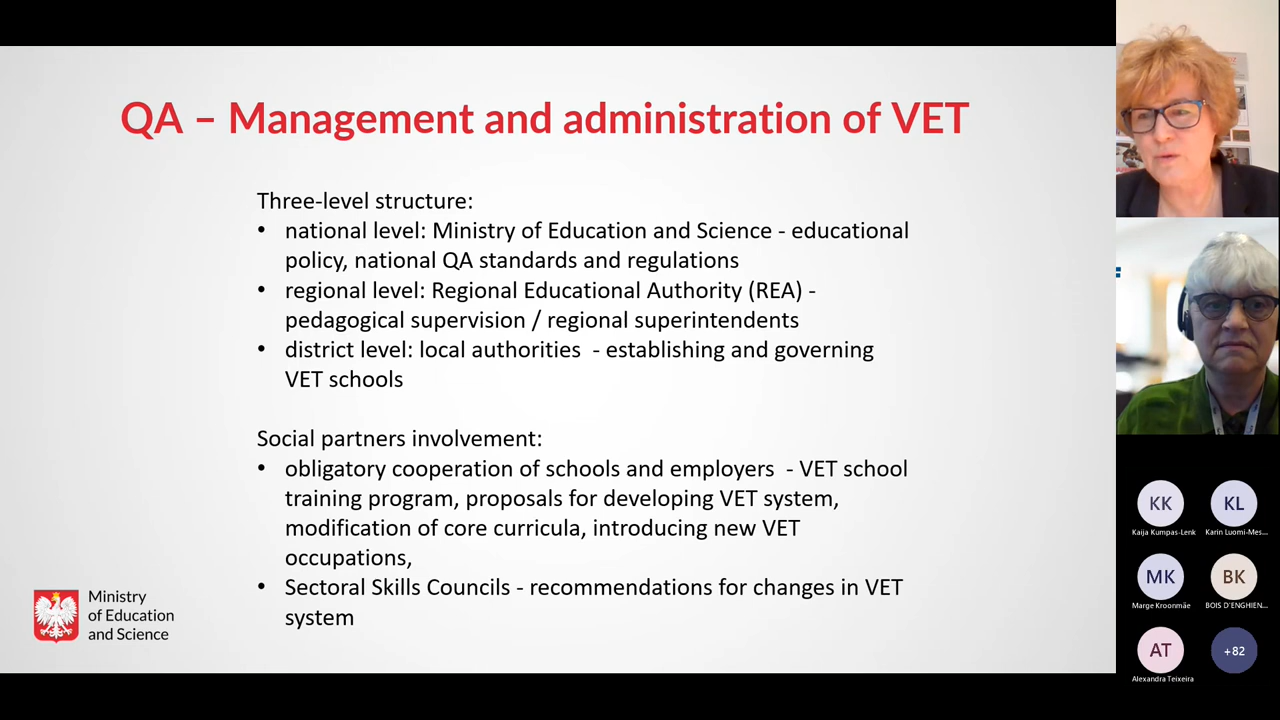 QA – Management and administration of VET
Three-level structure:
• national level: Ministry of Education and Science - educational
policy, national QA standards and regulations
• regional level: Regional Educational Authority (REA) -
pedagogical supervision / regional superintendents
• district level: local authorities  - establishing and governing
VET schools
Social partners involvement:
• obligatory cooperation of schools and employers  - VET school
training program, proposals for developing VET system,
modification of core curricula, introducing new VET
occupations,
• Sectoral Skills Councils - recommendations for changes in VET
system
Ministry
of Education
and Science
KK
Kaija Kumpas-Lenk
KL
Karin Luomi-Mes...
MK
Marge Kroonmäe
BK
BOIS D'ENGHIEN...
AT
Alexandra Teixeira
+82